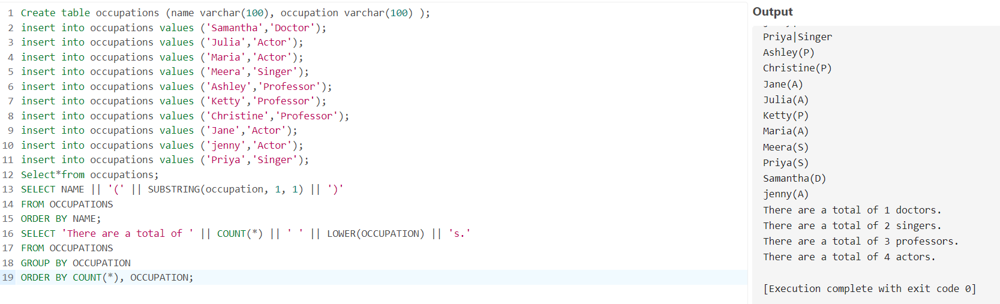 1 Create table occupations (name varchar(100), occupation varchar(100) );
2 insert into occupations values ('Samantha','Doctor');
3 insert into occupations values ('Julia','Actor');
4 insert into occupations values ('Maria','Actor');
5 insert into occupations values ('Meera','Singer');
6 insert into occupations values ('Ashley','Professor');
7 insert into occupations values ('Ketty','Professor');
8 insert into occupations values ('Christine','Professor');
9 insert into occupations values ('Jane','Actor');
10 insert into occupations values ('jenny','Actor');
11 insert into occupations values ('Priya','Singer');
12 Select*from occupations;
13 SELECT NAME || '(' || SUBSTRING(occupation, 1, 1) || ')'
14 FROM OCCUPATIONS
15 ORDER BY NAME;
16 SELECT 'There are a total of ' || COUNT(*) || ' ' || LOWER(OCCUPATION) || 's.'
17 FROM OCCUPATIONS
18 GROUP BY OCCUPATION
19 ORDER BY COUNT(*), OCCUPATION;
Output
Priya|Singer
Ashley(P)
Christine(P)
Jane(A)
Julia(A)
Ketty(P)
Maria(A)
Meera(S)
Priya(S)
Samantha(D)
jenny(A)
There are a total of 1 doctors.
There are a total of 2 singers.
There are a total of 3 professors.
There are a total of 4 actors.
[Execution complete with exit code 0]